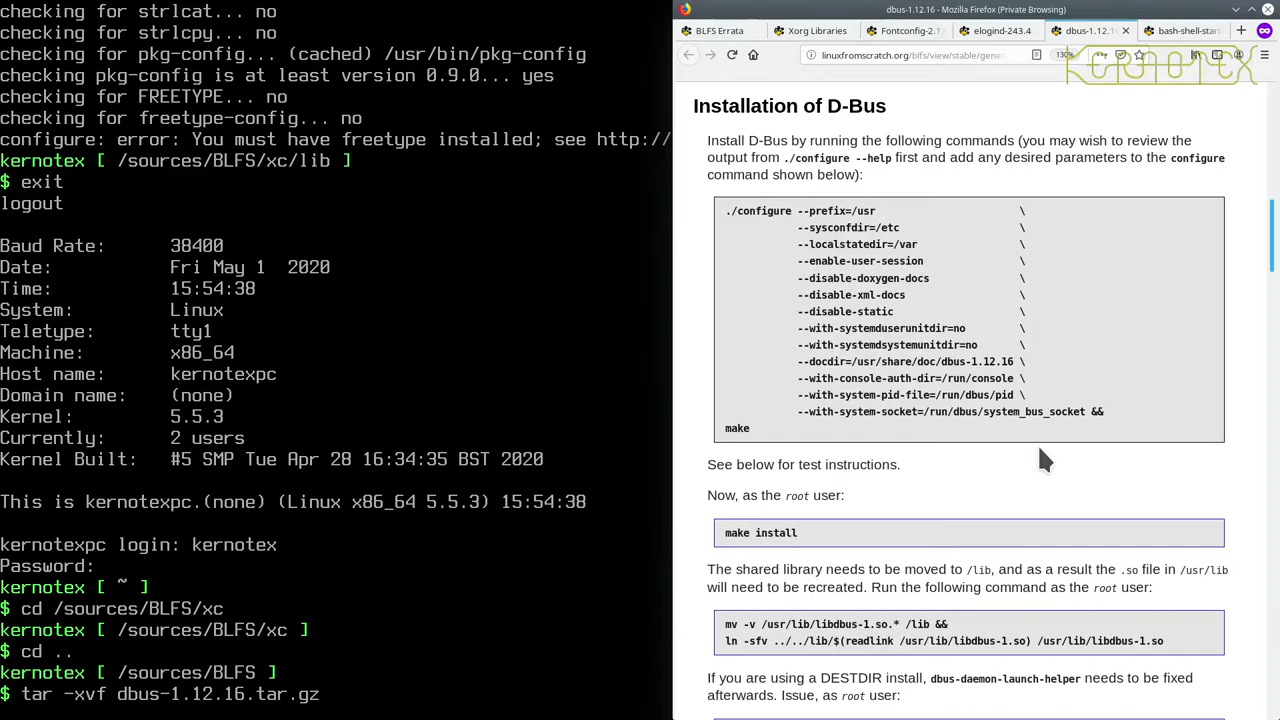 checking for strlcat... no
checking for strlcpy... no
checking for pkg-config... (cached) /usr/bin/pkg-config
checking pkg-config is at least version 0.9.0... yes
checking for FREETYPE... no
checking for freetype-config... no
configure: error: You must have freetype installed; see http://
kernotex [ /sources/BLFS/xc/lib ]
$ exit
logout
Baud Rate: 38400
Date: Fri May 1 2020
Time: 15:54:38
System: Linux
Teletype: tty1
Machine: x86_64
Host name: kernotexpc
Domain name: (none)
Kernel: 5.5.3
Currently: 2 users
Kernel Built: #5 SMP Tue Apr 28 16:34:35 BST 2020
This is kernotexpc.(none) (Linux x86_64 5.5.3) 15:54:38
kernotexpc login: kernotex
Password:
kernotex [ ~ ]
$ cd /sources/BLFS/xc
kernotex [ /sources/BLFS/xc ]
$ cd ..
kernotex [ /sources/BLFS ]
$ tar -xvf dbus-1.12.16.tar.gz
dbus-1.12.16 - Mozilla Firefox (Private Browsing)
BLFS Errata
Xorg Libraries
Fontconfig-2.1
elogind-243.4
dbus-1.12.1
bash-shell-start
linuxfromscratch.org/blfs/view/stable/gener
130%
KERNOTEX
Installation of D-Bus
Install D-Bus by running the following commands (you may wish to review the
output from ./configure --help first and add any desired parameters to the configure
command shown below):
./configure --prefix=/usr \
--sysconfdir=/etc \
--localstatedir=/var \
--enable-user-session \
--disable-doxygen-docs \
--disable-xml-docs \
--disable-static \
--with-systemduserunitdir=no \
--with-systemdsystemunitdir=no \
--docdir=/usr/share/doc/dbus-1.12.16 \
--with-console-auth-dir=/run/console \
--with-system-pid-file=/run/dbus/pid \
--with-system-socket=/run/dbus/system_bus_socket &&
make
See below for test instructions.
Now, as the root user:
make install
The shared library needs to be moved to /lib, and as a result the .so file in /usr/lib
will need to be recreated. Run the following command as the root user:
mv -v /usr/lib/libdbus-1.so.* /lib &&
ln -sfv ../../lib/$(readlink /usr/lib/libdbus-1.so) /usr/lib/libdbus-1.so
If you are using a DESTDIR install, dbus-daemon-launch-helper needs to be fixed
afterwards. Issue, as root user: